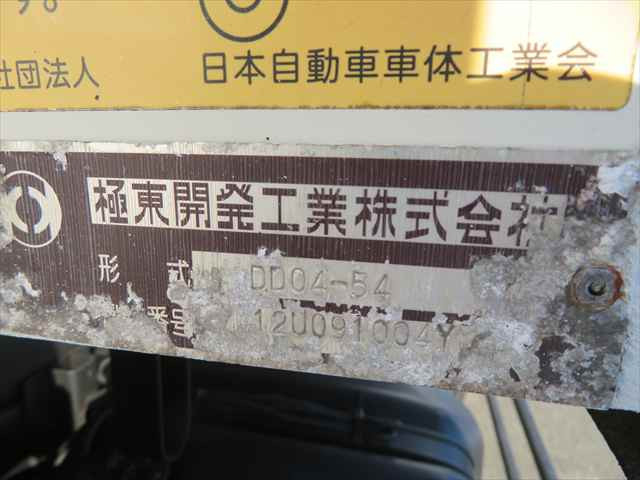 す。
社団法人 日本自動車車体工業会
極東開発工業株式会社
形 式 DD04-54
番号 12U091004Y